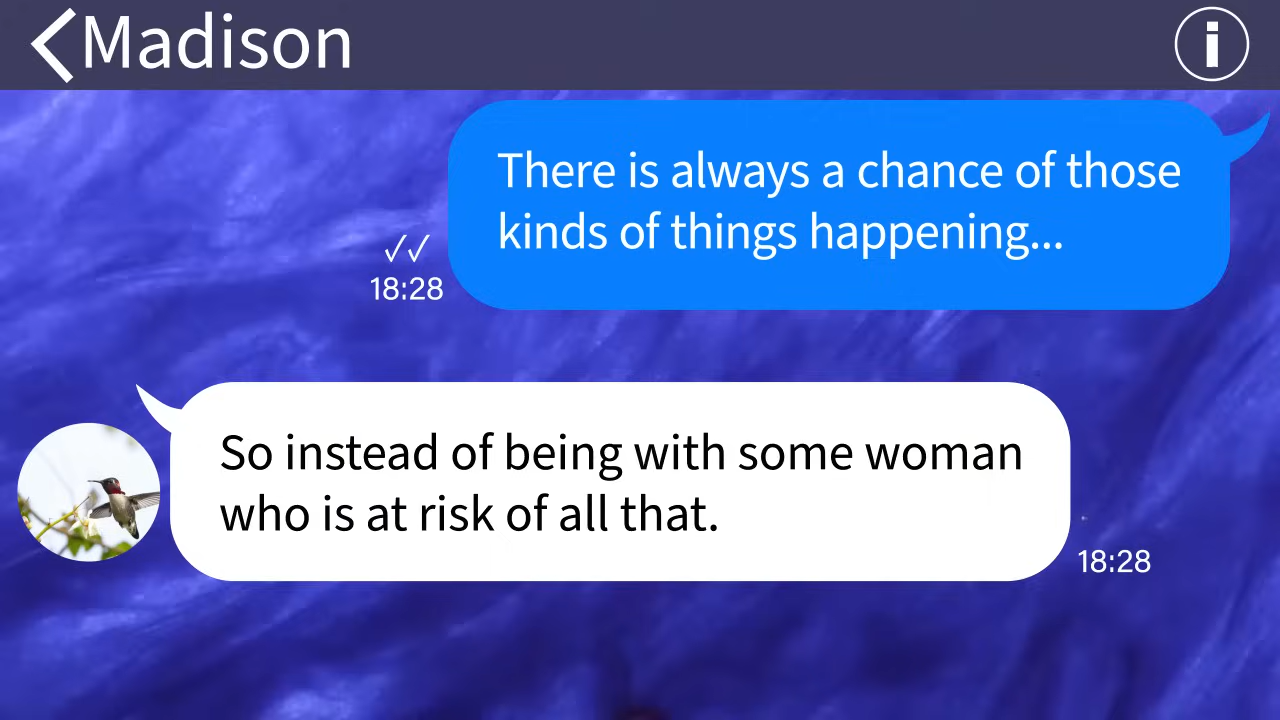 Madison
There is always a chance of those
kinds of things happening...
18:28
So instead of being with some woman
who is at risk of all that.
18:28